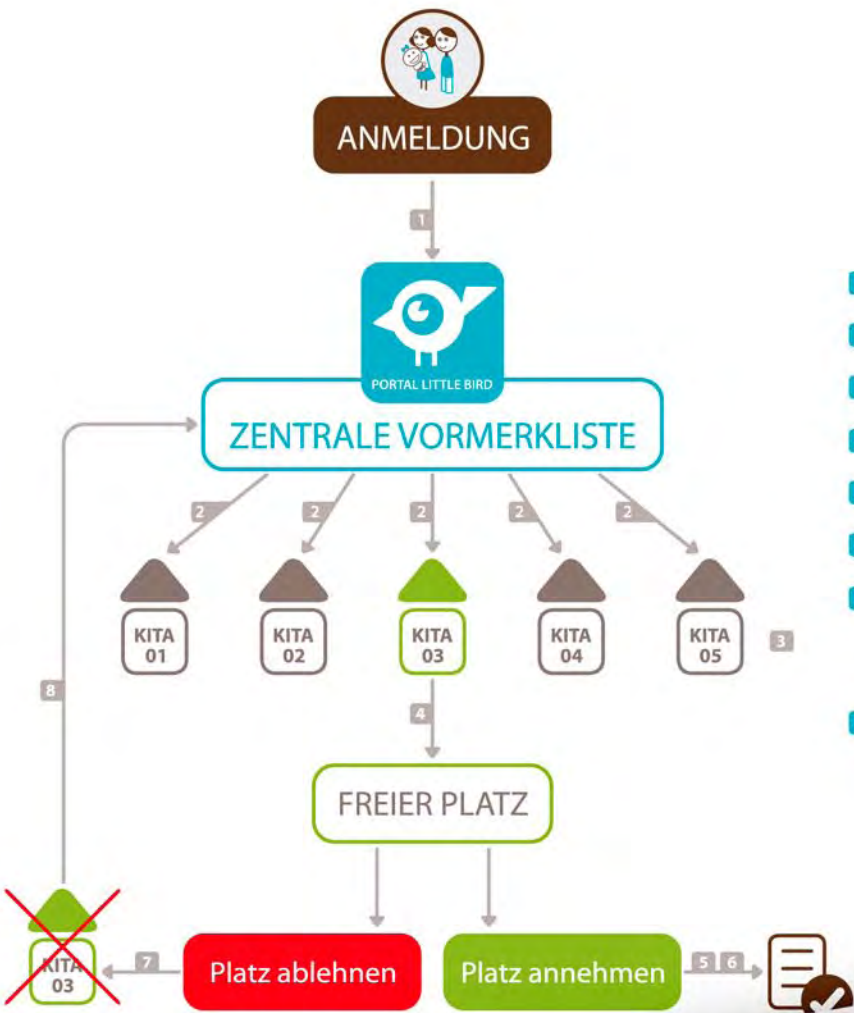 ANMELDUNG
1
PORTAL LITTLE BIRD
ZENTRALE VORMERKLISTE
2 2 2 2 2
KITA
01
KITA
02
KITA
03
KITA
04
KITA
05
3
8
4
FREIER PLATZ
KITA
03
7
Platz ablehnen
Platz annehmen
5 6